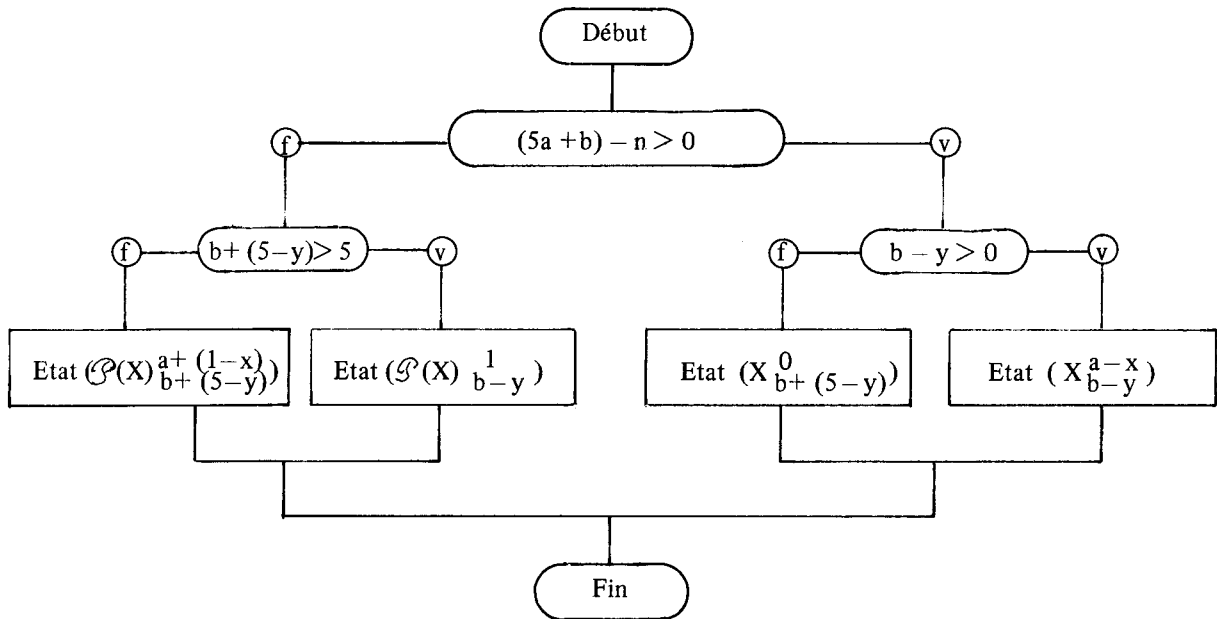 Début
(5a + b) – n > 0
f
v
f
b + (5–y) > 5
v
f
b – y > 0
v
Etat (𝒫(X) a + (1–x) b + (5–y))
Etat (𝒫(X) 1 b – y)
Etat (X 0 b + (5–y))
Etat (X a – x b – y)
Fin